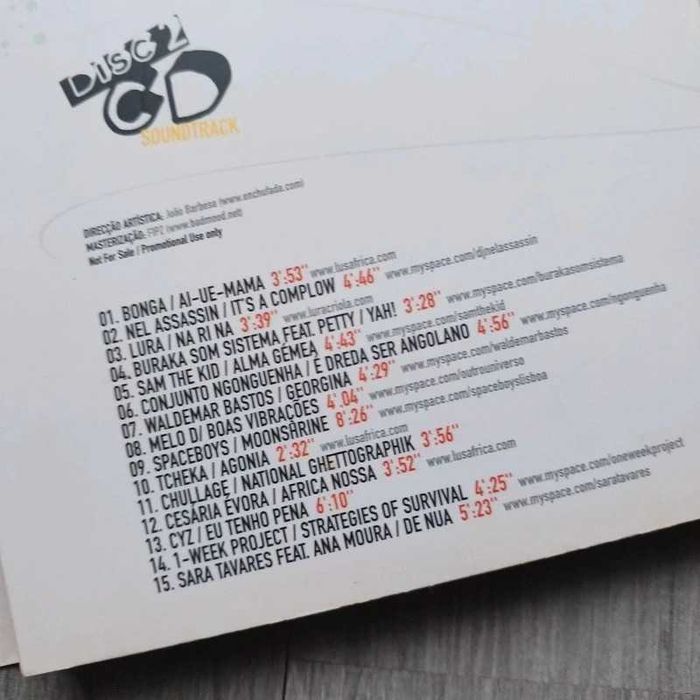 DISC 2
CD
SOUNDTRACK
DIRECÇÃO ARTÍSTICA: João Barbosa (www.enchufada.com)
MASTERIZAÇÃO: FIPZ (www.badmood.net)
Not For Sale / Promotional Use only
01. BONGA / AI-UE-MAMA 3':53'' www.lusafrica.com
02. NEL ASSASSIN / IT'S A COMPLOW 4':46'' www.myspace.com/djnelassassin
03. LURA / NA RI NA 3':39'' www.luracriola.com
04. BURAKA SOM SISTEMA FEAT. PETTY / YAH! 3':28'' www.myspace.com/burakasomsistema
05. SAM THE KID / ALMA GÉMEA 4':43'' www.myspace.com/samthekid
06. CONJUNTO NGONGUENHA / É DREDA SER ANGOLANO 4':56'' www.myspace.com/ngonguenha
07. WALDEMAR BASTOS / GEORGINA 4':29'' www.myspace.com/waldemarbastos
08. MELO D/ BOAS VIBRAÇÕES 4'.04'' www.myspace.com/outrouniverso
09. SPACEBOYS / MOONSHRINE 8':26'' www.myspace.com/spaceboyslisboa
10. TCHEKA / AGONIA 2':32'' www.lusafrica.com
11. CHULLAGE / NATIONAL GHETTOGRAPHIK 3':56''
12. CESÁRIA ÉVORA / AFRICA NOSSA 3':52'' www.lusafrica.com
13. CYZ / EU TENHO PENA 6':10''
14. 1-WEEK PROJECT / STRATEGIES OF SURVIVAL 4':25'' www.myspace.com/oneweekproject
15. SARA TAVARES FEAT. ANA MOURA / DE NUA 5':23'' www.myspace.com/saratavares